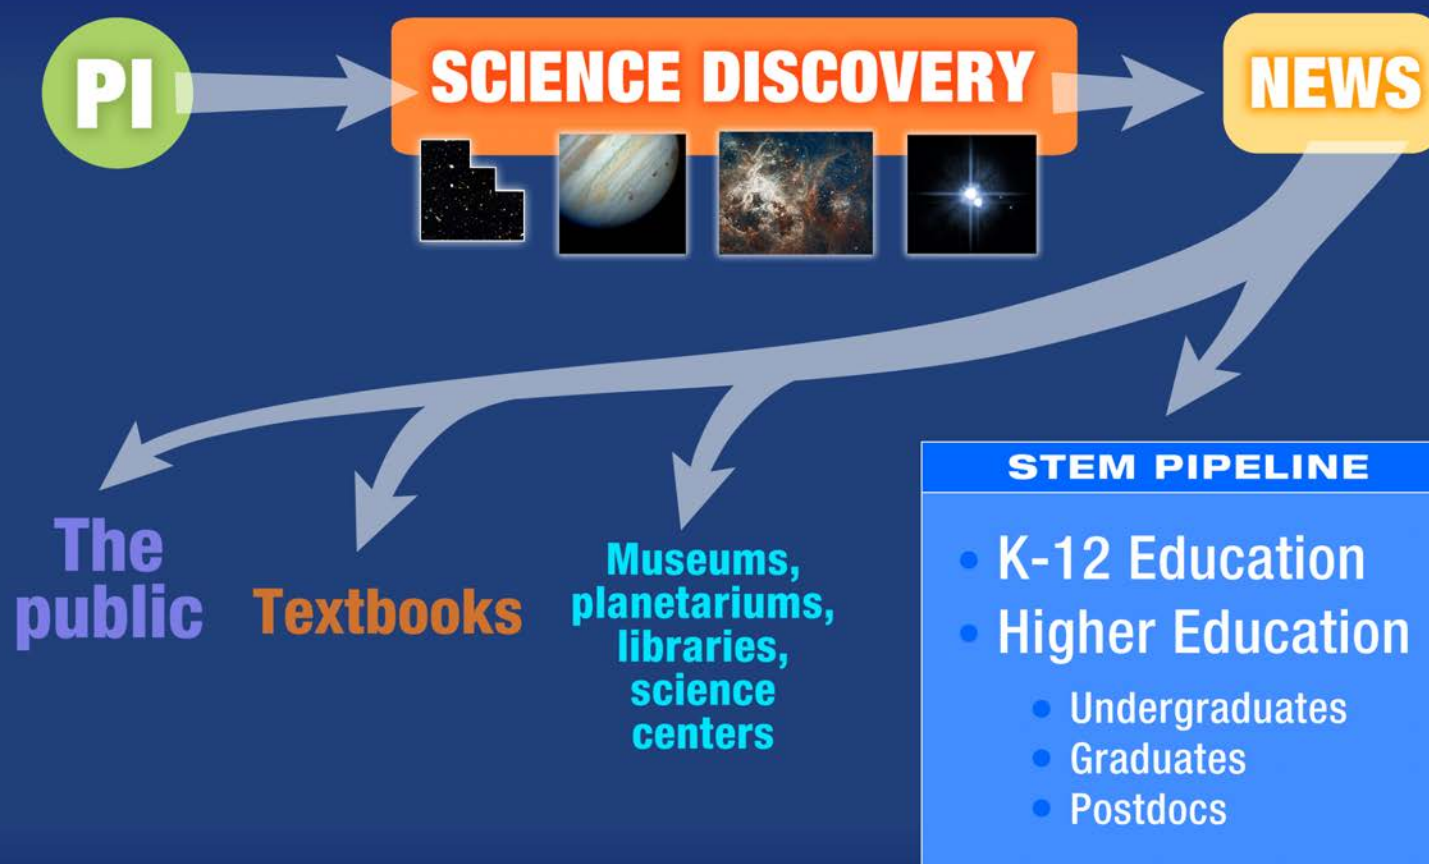 PI
SCIENCE DISCOVERY
NEWS
The
public
Textbooks
Museums,
planetariums,
libraries,
science
centers
STEM PIPELINE
• K-12 Education
• Higher Education
• Undergraduates
• Graduates
• Postdocs